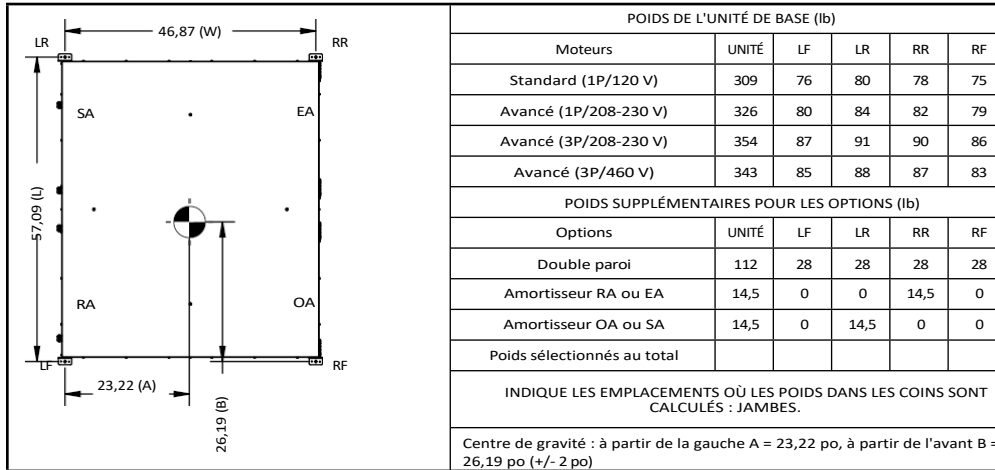 46,87 (W)
LR
RR
SA
EA
57,09 (L)
RA
OA
LF
RF
23,22 (A)
26,19 (B)
POIDS DE L'UNITÉ DE BASE (lb)
Moteurs UNITÉ LF LR RR RF
Standard (1P/120 V) 309 76 80 78 75
Avancé (1P/208-230 V) 326 80 84 82 79
Avancé (3P/208-230 V) 354 87 91 90 86
Avancé (3P/460 V) 343 85 88 87 83
POIDS SUPPLÉMENTAIRES POUR LES OPTIONS (lb)
Options UNITÉ LF LR RR RF
Double paroi 112 28 28 28 28
Amortisseur RA ou EA 14,5 0 0 14,5 0
Amortisseur OA ou SA 14,5 0 14,5 0 0
Poids sélectionnés au total
INDIQUE LES EMPLACEMENTS OÙ LES POIDS DANS LES COINS SONT
CALCULÉS : JAMBES.
Centre de gravité : à partir de la gauche A = 23,22 po, à partir de l'avant B =
26,19 po (+/- 2 po)